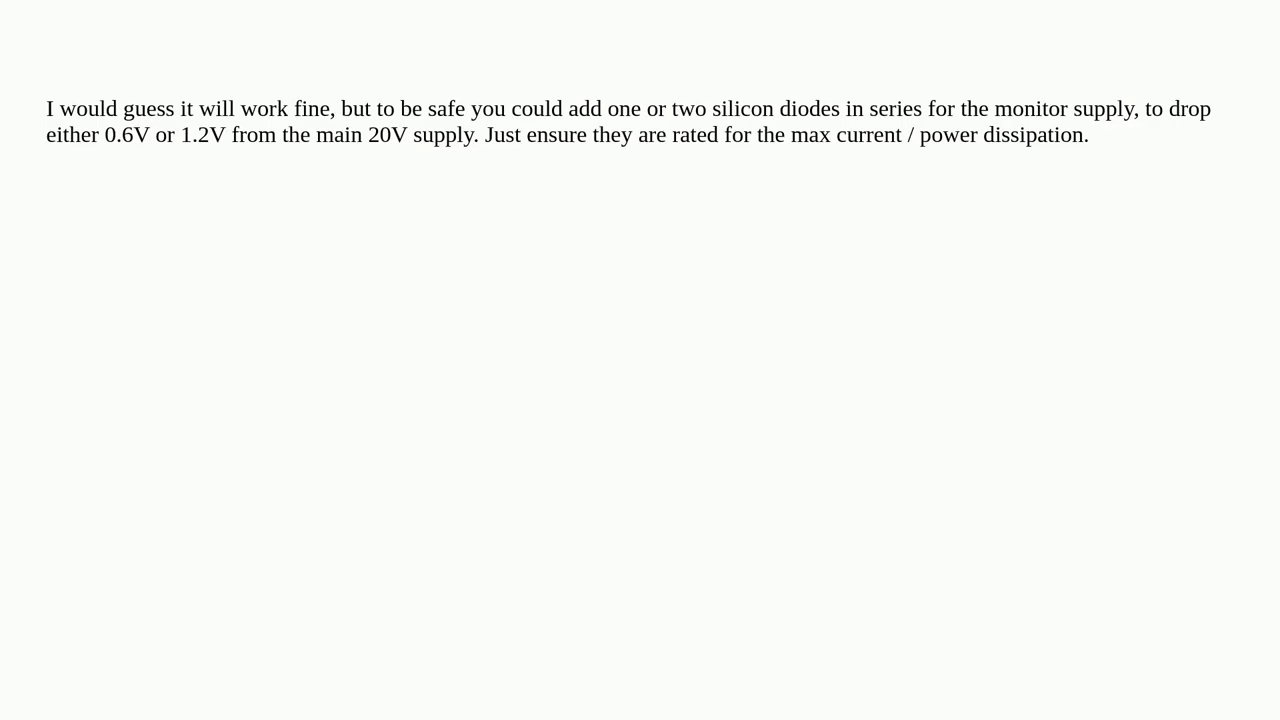 I would guess it will work fine, but to be safe you could add one or two silicon diodes in series for the monitor supply, to drop
either 0.6V or 1.2V from the main 20V supply. Just ensure they are rated for the max current / power dissipation.